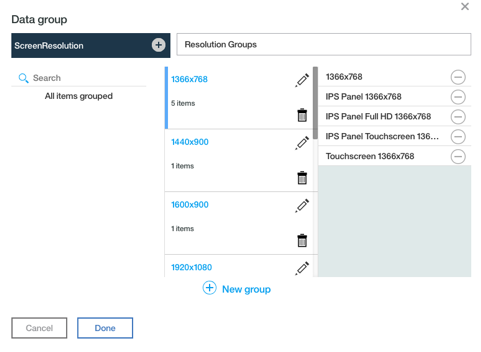 Data group
ScreenResolution
Resolution Groups
Search
All items grouped
1366x768
5 items
1440x900
1 items
1600x900
1 items
1920x1080
New group
1366x768
IPS Panel 1366x768
IPS Panel Full HD 1366x768
IPS Panel Touchscreen 136...
Touchscreen 1366x768
Cancel
Done